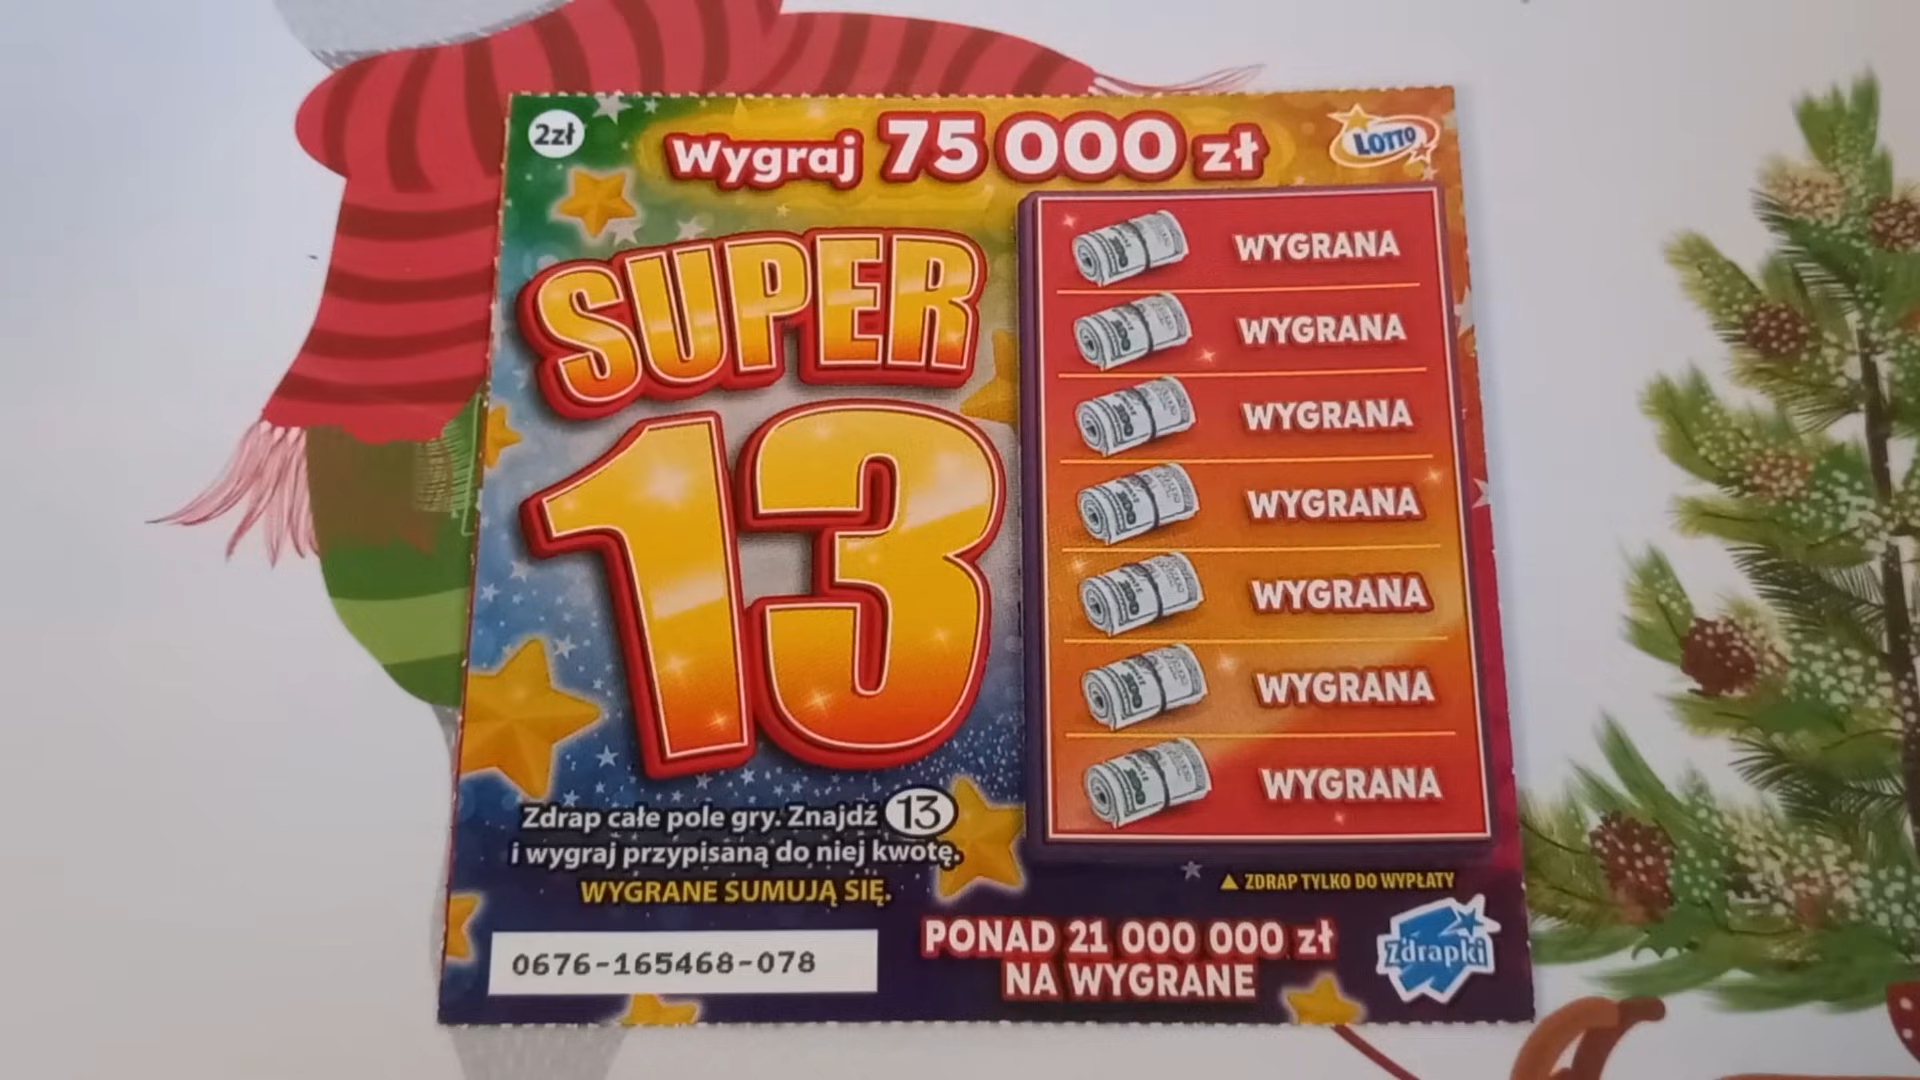 2zł
Wygraj 75 000 zł
LOTTO
SUPER
13
WYGRANA
WYGRANA
WYGRANA
WYGRANA
WYGRANA
WYGRANA
WYGRANA
Zdrap całe pole gry. Znajdź 13
i wygraj przypisaną do niej kwotę.
WYGRANE SUMUJĄ SIĘ.
▲ ZDRAP TYLKO DO WYPŁATY
0676-165468-078
PONAD 21 000 000 zł
NA WYGRANE
Zdrapki